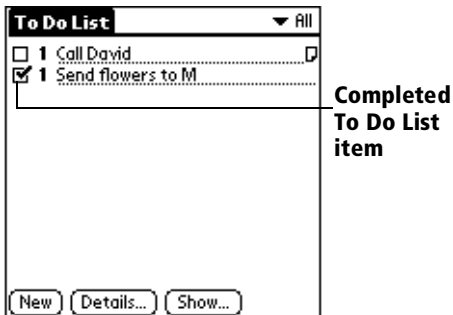 To Do List All
1 Call David
1 Send flowers to M
Completed
To Do List
item
New Details... Show...